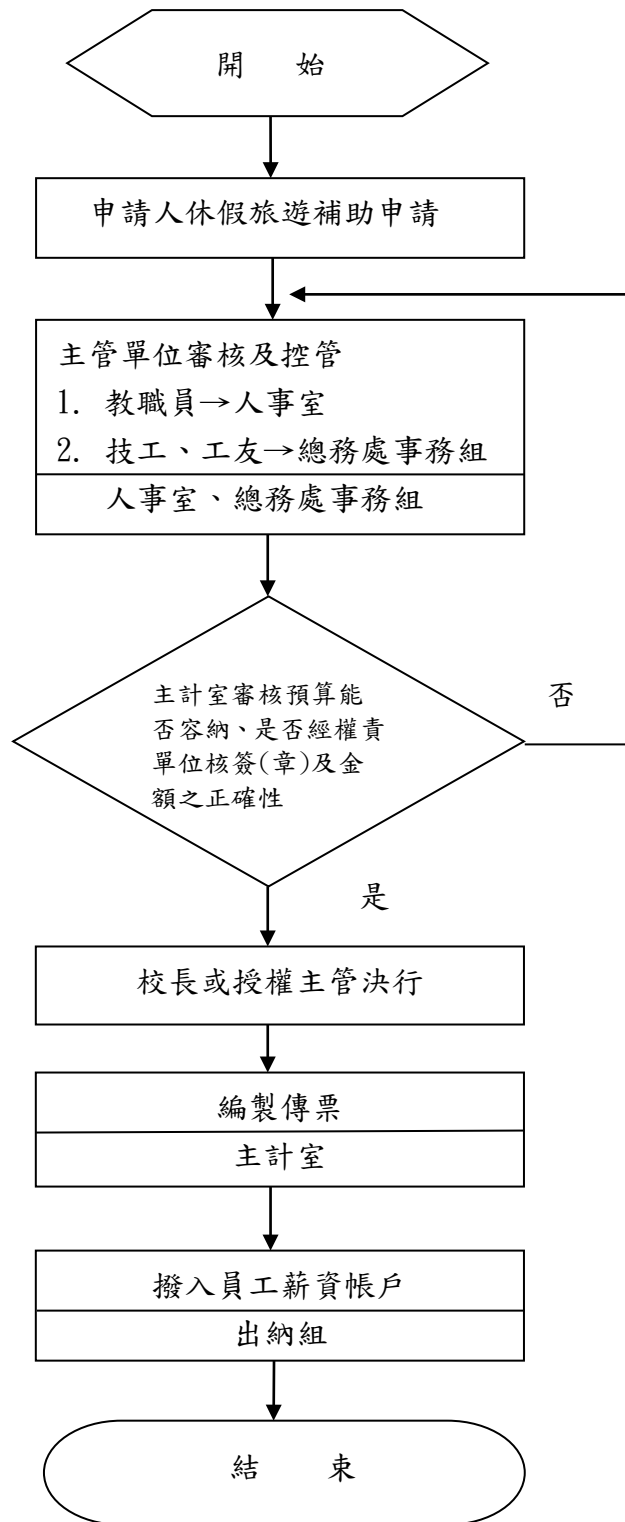 開 始
申請人休假旅遊補助申請
主管單位審核及控管
1. 教職員→人事室
2. 技工、工友→總務處事務組
人事室、總務處事務組
主計室審核預算能
否容納、是否經權責
單位核簽(章)及金
額之正確性
否
是
校長或授權主管決行
編製傳票
主計室
撥入員工薪資帳戶
出納組
結 束